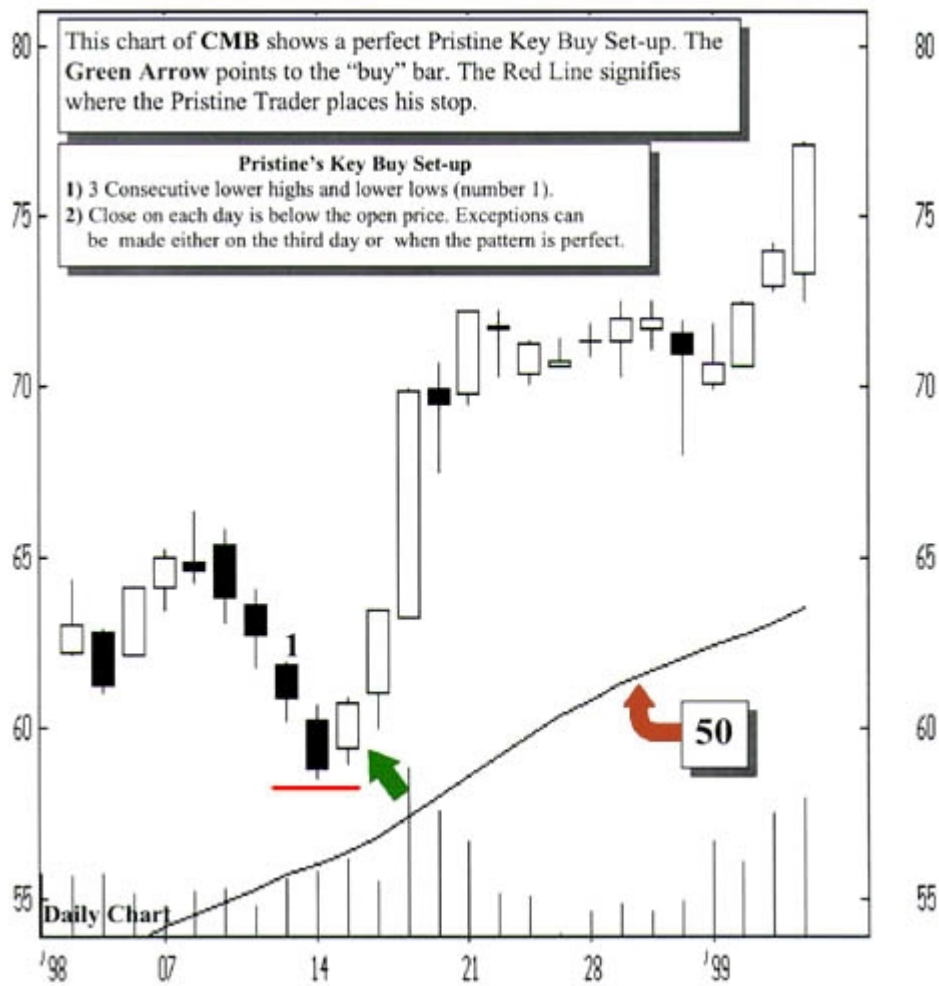 80
80
This chart of CMB shows a perfect Pristine Key Buy Set-up. The
Green Arrow points to the “buy” bar. The Red Line signifies
where the Pristine Trader places his stop.
Pristine's Key Buy Set-up
1) 3 Consecutive lower highs and lower lows (number 1).
2) Close on each day is below the open price. Exceptions can
be made either on the third day or when the pattern is perfect.
75
75
70
70
65
65
1
60
60
50
55
55
Daily Chart
'98
07
14
21
28
'99